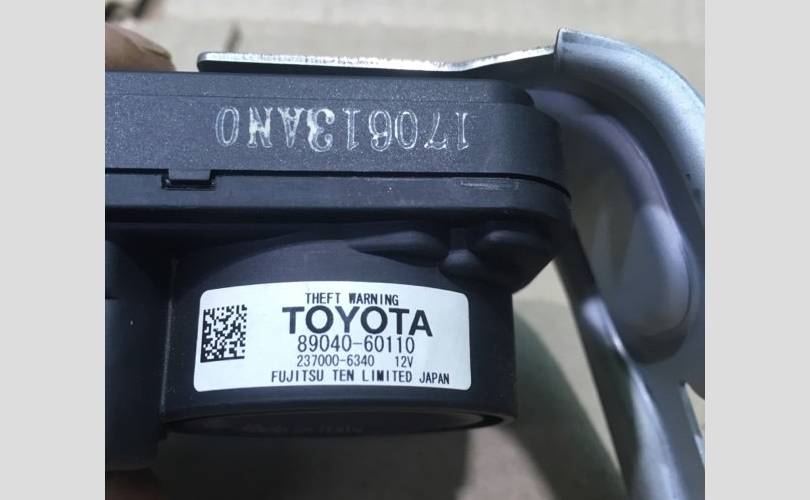 170613AN0
THEFT WARNING
TOYOTA
89040-60110
237000-6340 12V
FUJITSU TEN LIMITED JAPAN